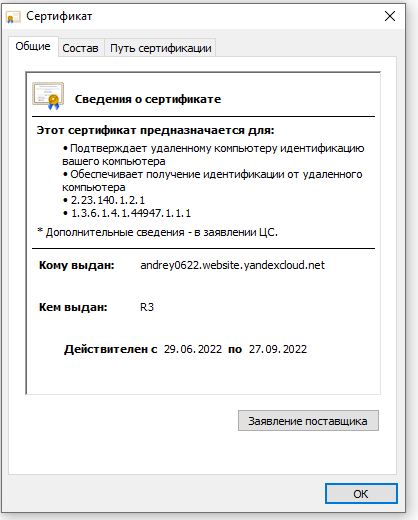 Сертификат
Общие Состав Путь сертификации
Сведения о сертификате
Этот сертификат предназначается для:
• Подтверждает удаленному компьютеру идентификацию
вашего компьютера
• Обеспечивает получение идентификации от удаленного
компьютера
• 2.23.140.1.2.1
• 1.3.6.1.4.1.44947.1.1.1
* Дополнительные сведения - в заявлении ЦС.
Кому выдан: andrey0622.website.yandexcloud.net
Кем выдан: R3
Действителен с 29.06.2022 по 27.09.2022
Заявление поставщика
ОК